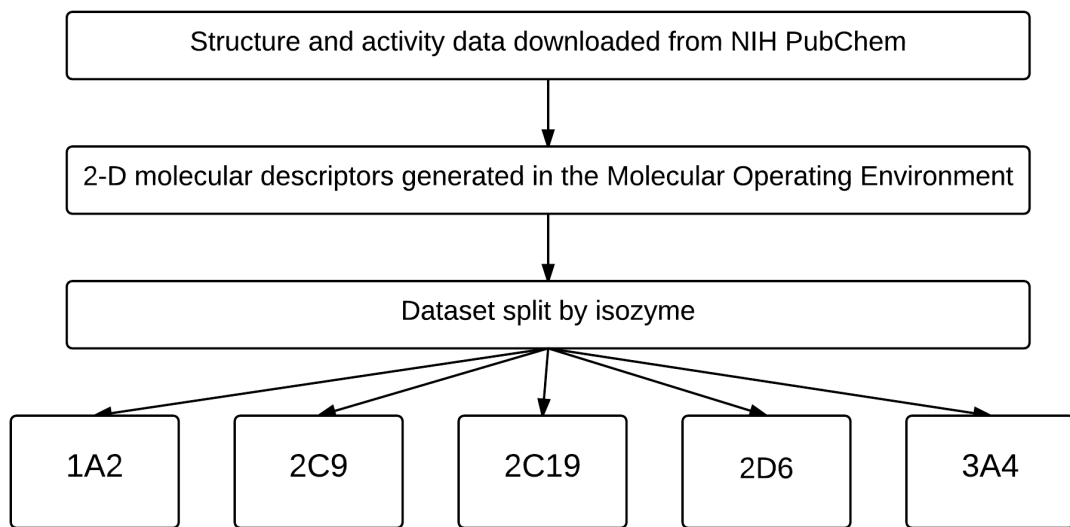 Structure and activity data downloaded from NIH PubChem
2-D molecular descriptors generated in the Molecular Operating Environment
Dataset split by isozyme
1A2
2C9
2C19
2D6
3A4